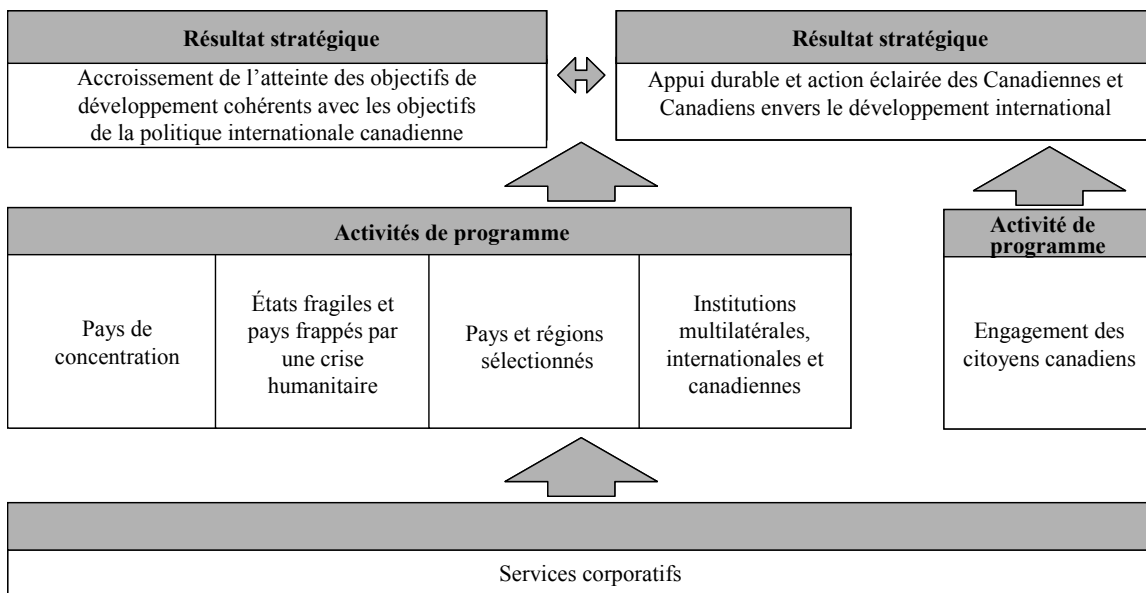 Résultat stratégique
Accroissement de l’atteinte des objectifs de
développement cohérents avec les objectifs
de la politique internationale canadienne
Résultat stratégique
Appui durable et action éclairée des Canadiennes et
Canadiens envers le développement international
Activités de programme
Pays de
concentration
États fragiles et
pays frappés par
une crise
humanitaire
Pays et régions
sélectionnés
Institutions
multilatérales,
internationales et
canadiennes
Activité de
programme
Engagement des
citoyens canadiens
Services corporatifs